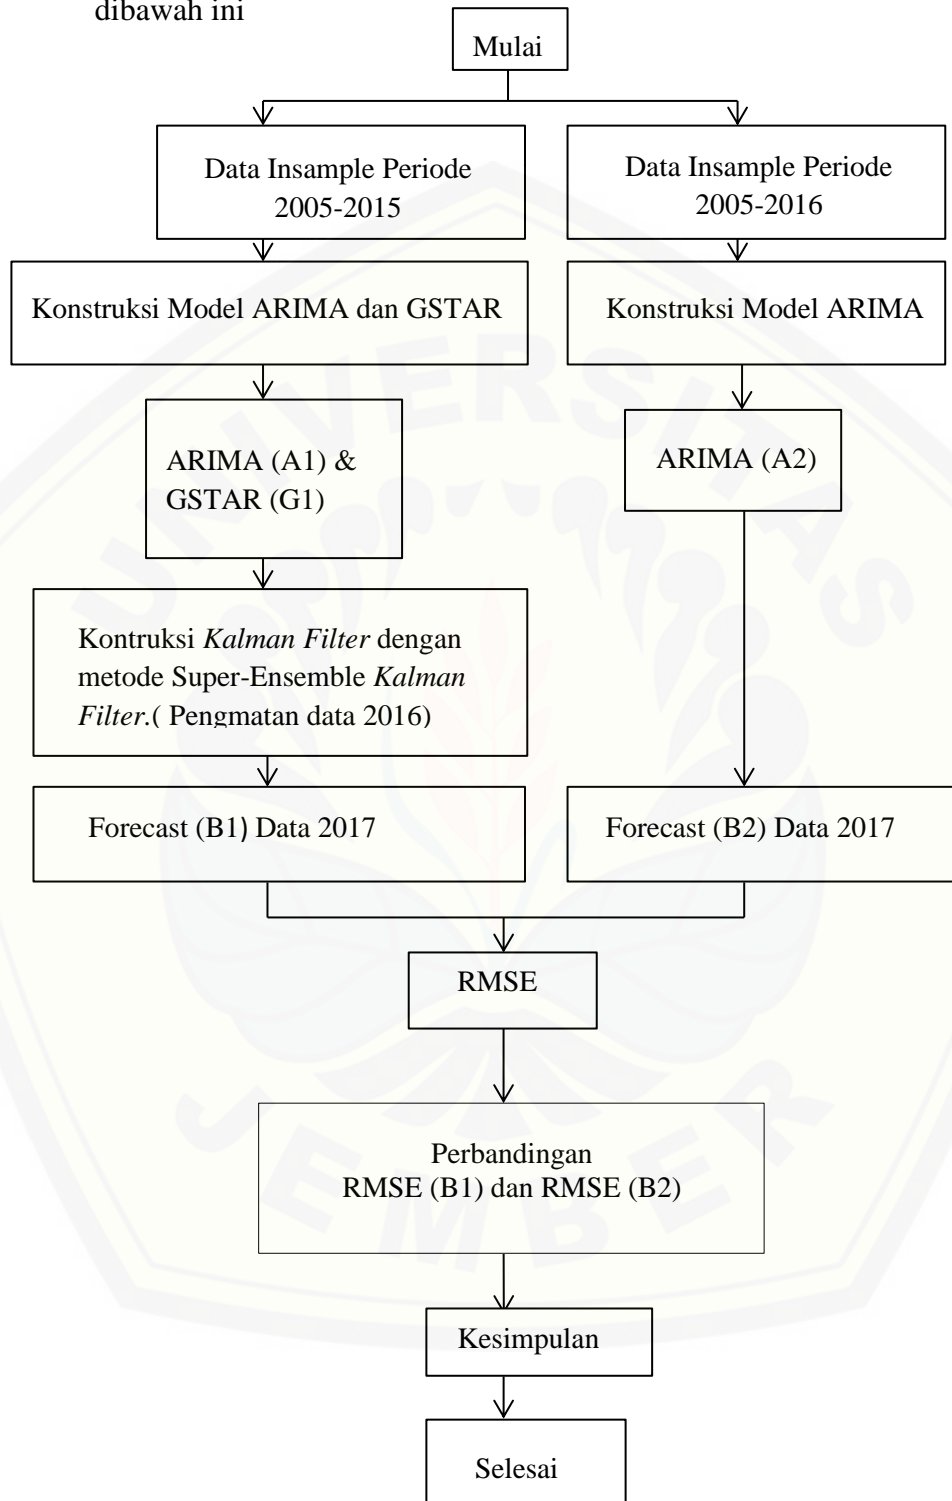 dibawah ini
Mulai
Data Insample Periode
2005-2015
Data Insample Periode
2005-2016
Konstruksi Model ARIMA dan GSTAR
Konstruksi Model ARIMA
ARIMA (A1) &
GSTAR (G1)
ARIMA (A2)
Kontruksi Kalman Filter dengan
metode Super-Ensemble Kalman
Filter.( Pengmatan data 2016)
Forecast (B1) Data 2017
Forecast (B2) Data 2017
RMSE
Perbandingan
RMSE (B1) dan RMSE (B2)
Kesimpulan
Selesai
UNIVERSITAS
JEMBER